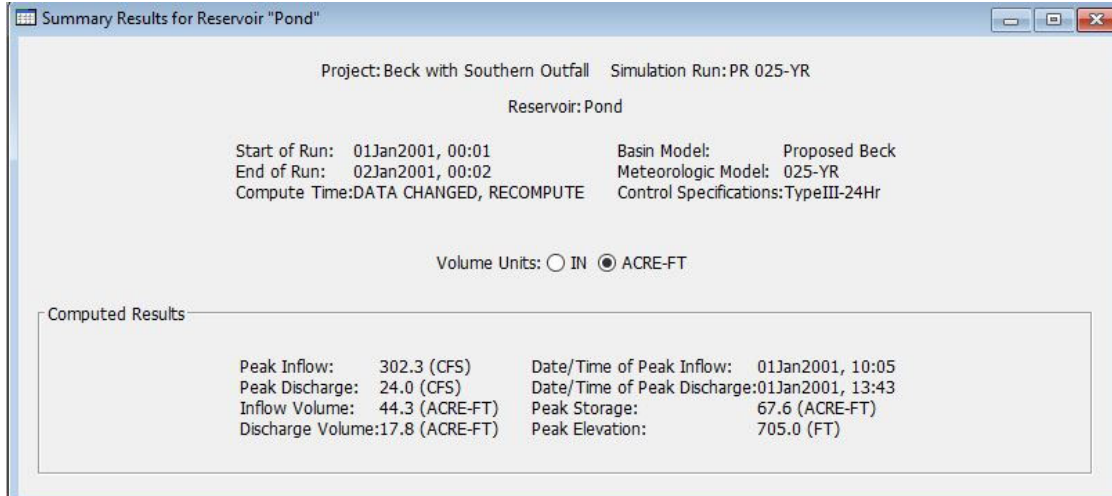 Summary Results for Reservoir "Pond"
Project: Beck with Southern Outfall Simulation Run: PR 025-YR
Reservoir: Pond
Start of Run: 01Jan2001, 00:01 Basin Model: Proposed Beck
End of Run: 02Jan2001, 00:02 Meteorologic Model: 025-YR
Compute Time:DATA CHANGED, RECOMPUTE Control Specifications:TypeIII-24Hr
Volume Units: IN ACRE-FT
Computed Results
Peak Inflow: 302.3 (CFS) Date/Time of Peak Inflow: 01Jan2001, 10:05
Peak Discharge: 24.0 (CFS) Date/Time of Peak Discharge:01Jan2001, 13:43
Inflow Volume: 44.3 (ACRE-FT) Peak Storage: 67.6 (ACRE-FT)
Discharge Volume:17.8 (ACRE-FT) Peak Elevation: 705.0 (FT)